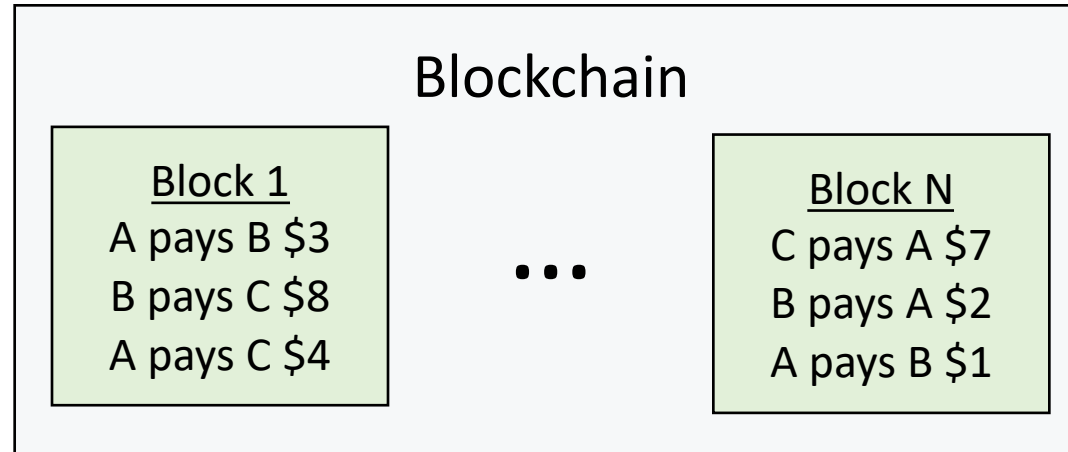 Blockchain
Block 1
A pays B $3
B pays C $8
A pays C $4
...
Block N
C pays A $7
B pays A $2
A pays B $1